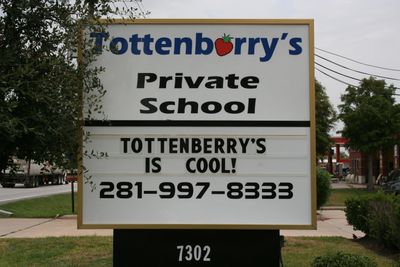 Tottenberry's
Private
School
TOTTENBERRY'S
IS COOL!
281-997-8333
7302